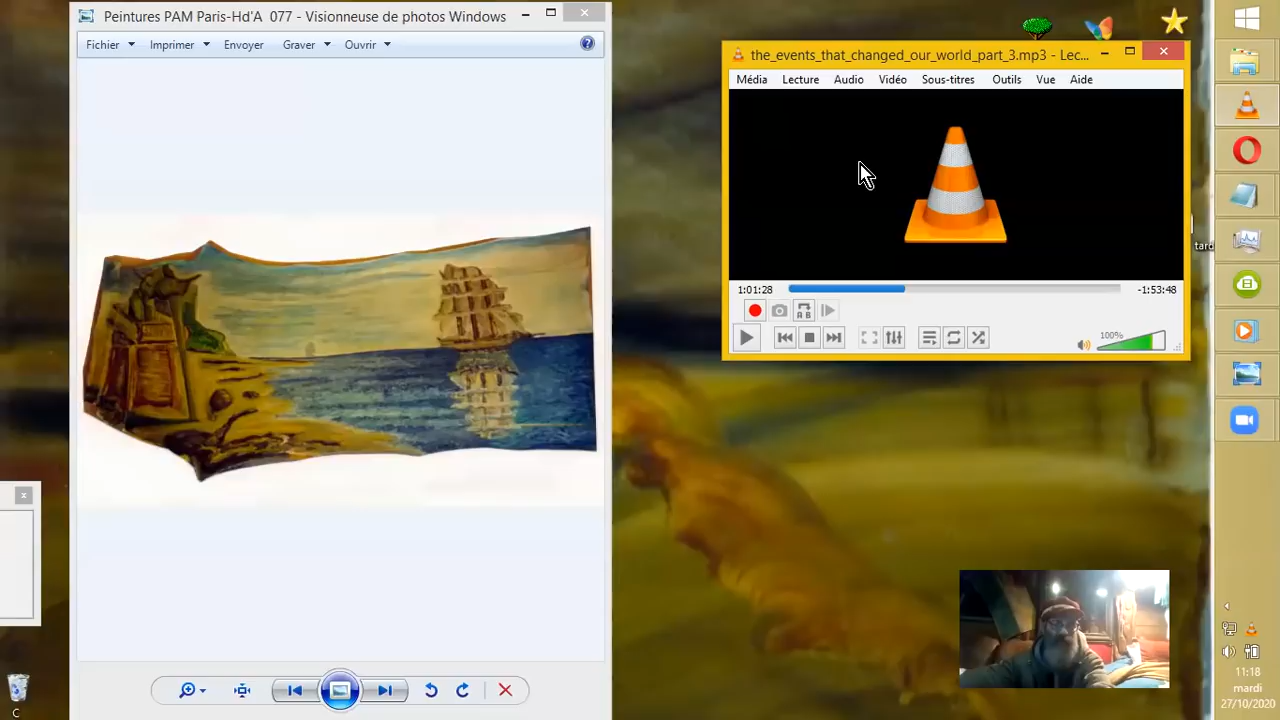 Peintures PAM Paris-Hd'A 077 - Visionneuse de photos Windows
Fichier Imprimer Envoyer Graver Ouvrir
the_events_that_changed_our_world_part_3.mp3 - Lec...
Média Lecture Audio Vidéo Sous-titres Outils Vue Aide
1:01:28 -1:53:48
A B
100%
tard
C
11:18
mardi
27/10/2020